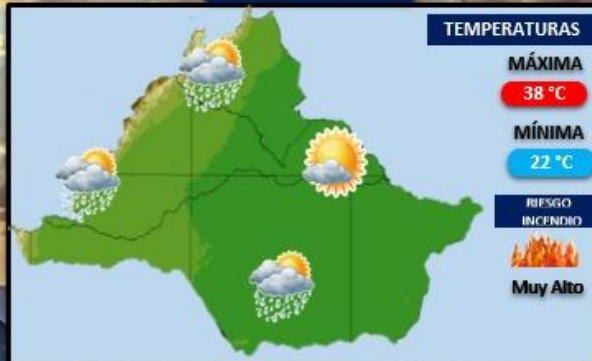 TEMPERATURAS
MÁXIMA
38 °C
MÍNIMA
22 °C
RIESGO
INCENDIO
Muy Alto